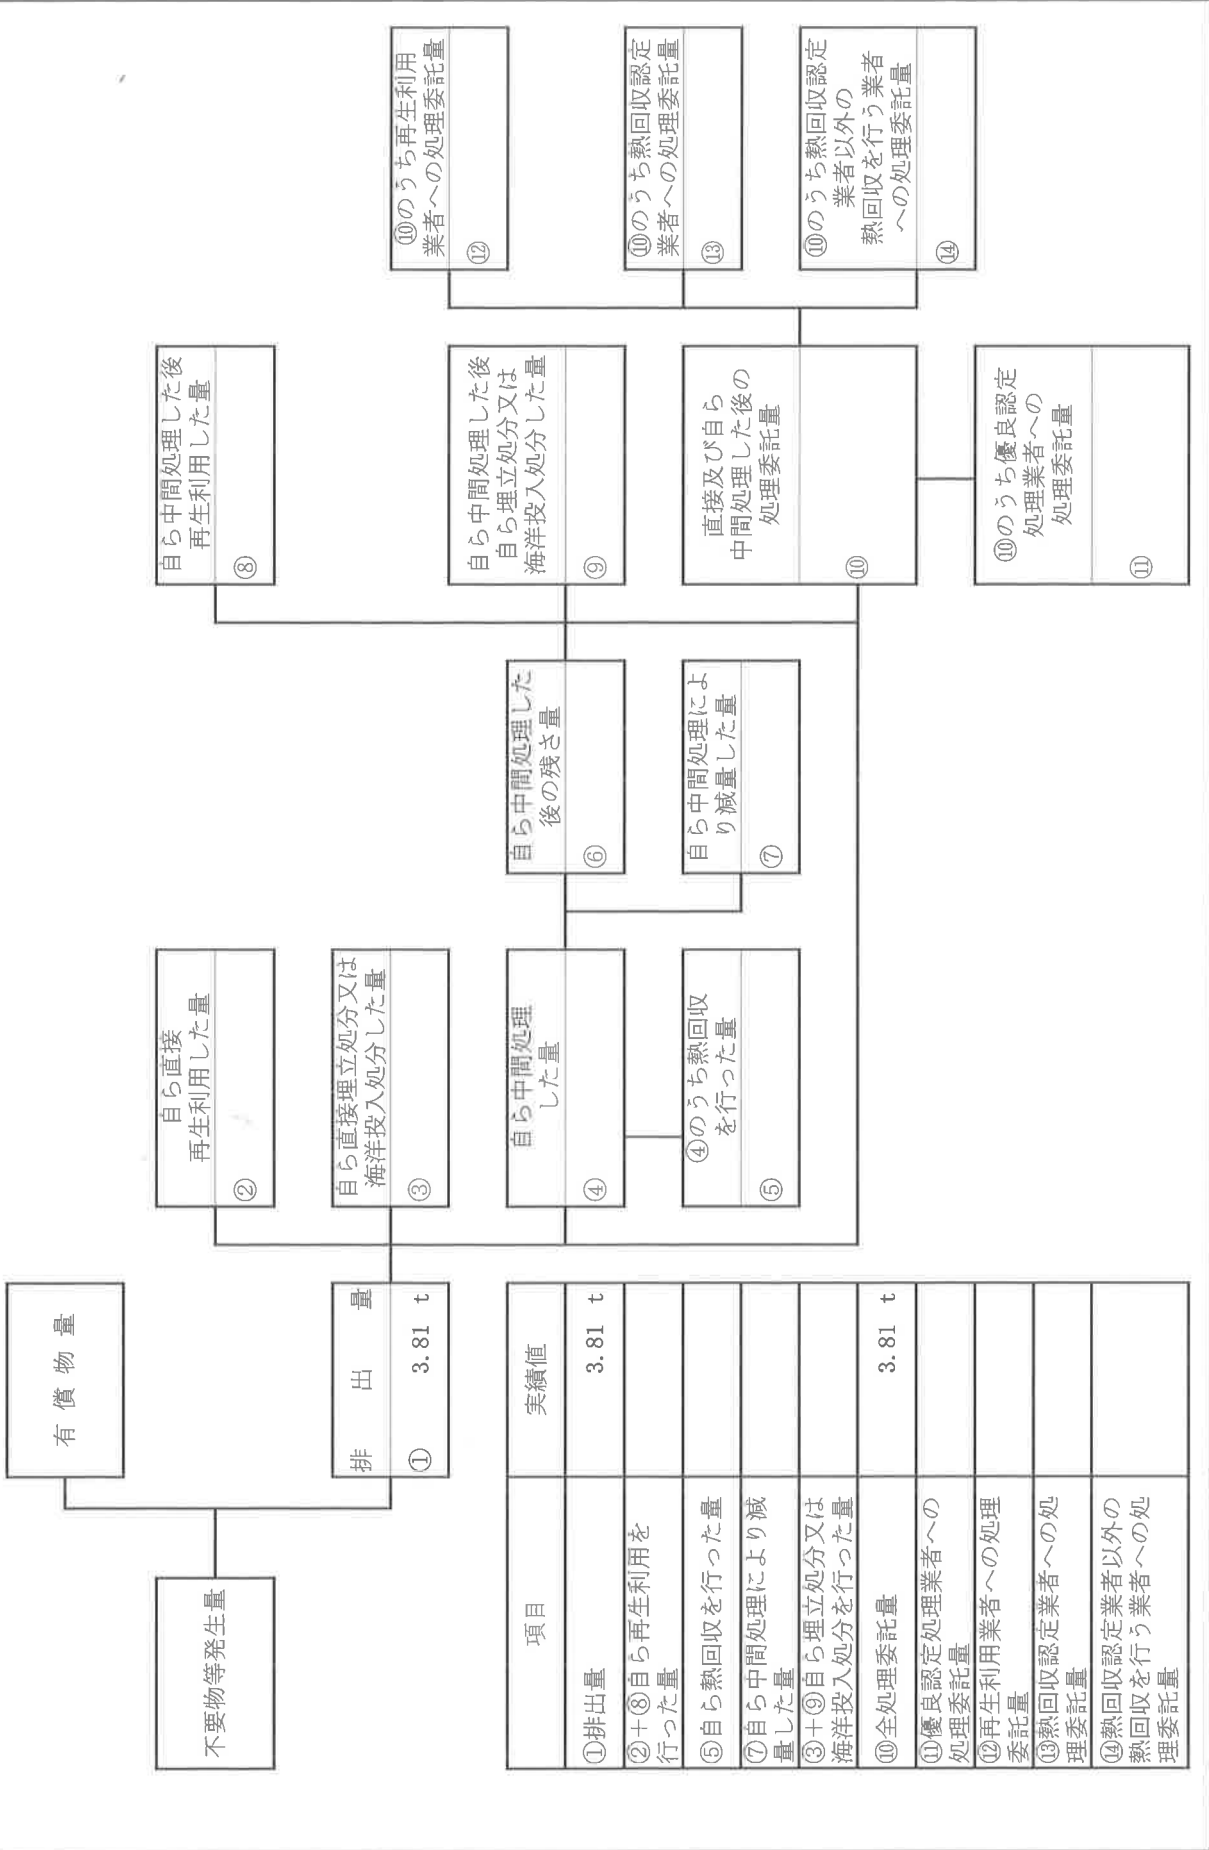 有償物量
不要物等発生量
排出量
① 3.81 t
自ら直接
再生利用した量
②
自ら直接埋立処分又は
海洋投入処分した量
③
自ら中間処理
した量
④
④のうち熱回収
を行った量
⑤
自ら中間処理した
後の残さ量
⑥
自ら中間処理によ
り減量した量
⑦
自ら中間処理した後
再生利用した量
⑧
自ら中間処理した後
自ら埋立処分又は
海洋投入処分した量
⑨
直接及び自ら
中間処理した後の
処理委託量
⑩
⑩のうち優良認定
処理業者への
処理委託量
⑪
⑩のうち再生利用
業者への処理委託量
⑫
⑩のうち熱回収認定
業者への処理委託量
⑬
⑩のうち熱回収認定
業者以外の
熱回収を行う業者
への処理委託量
⑭
項目 実績値
①排出量 3.81 t
②+⑧自ら再生利用を
行った量
⑤自ら熱回収を行った量
⑦自ら中間処理により減
量した量
③+⑨自ら埋立処分又は
海洋投入処分を行った量
⑩全処理委託量 3.81 t
⑪優良認定処理業者への
処理委託量
⑫再生利用業者への処理
委託量
⑬熱回収認定業者への処
理委託量
⑭熱回収認定業者以外の
熱回収を行う業者への処
理委託量